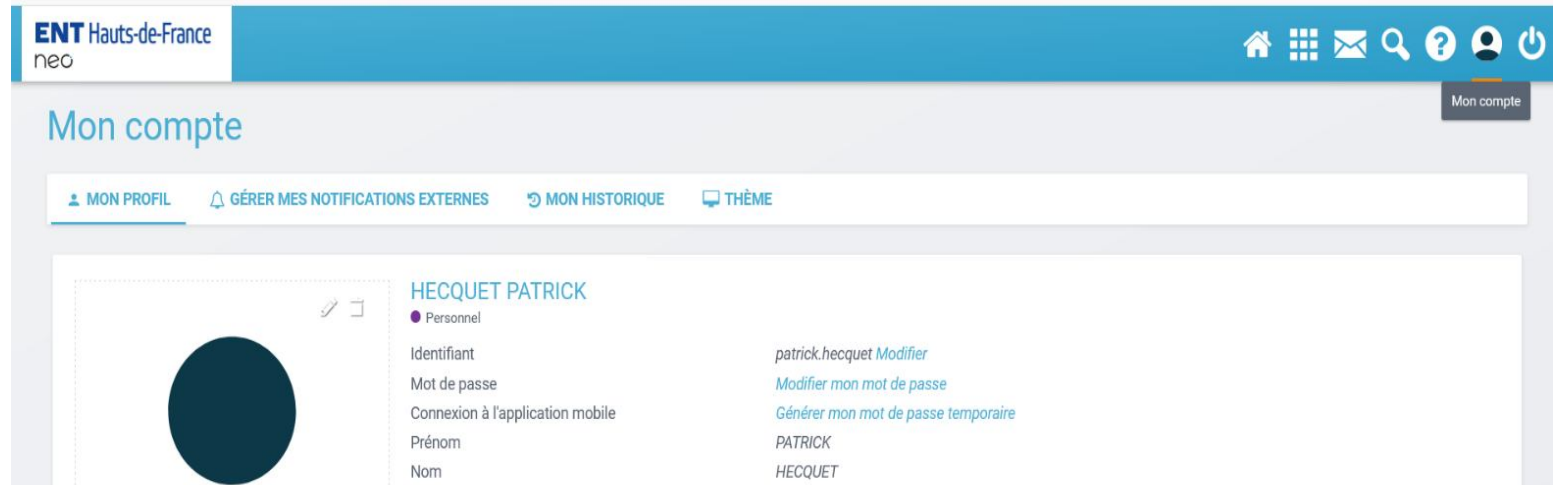 ENT Hauts-de-France
neo
Mon compte
Mon compte
MON PROFIL GÉRER MES NOTIFICATIONS EXTERNES MON HISTORIQUE THÈME
HECQUET PATRICK
Personnel
Identifiant patrick.hecquet Modifier
Mot de passe Modifier mon mot de passe
Connexion à l'application mobile Générer mon mot de passe temporaire
Prénom PATRICK
Nom HECQUET